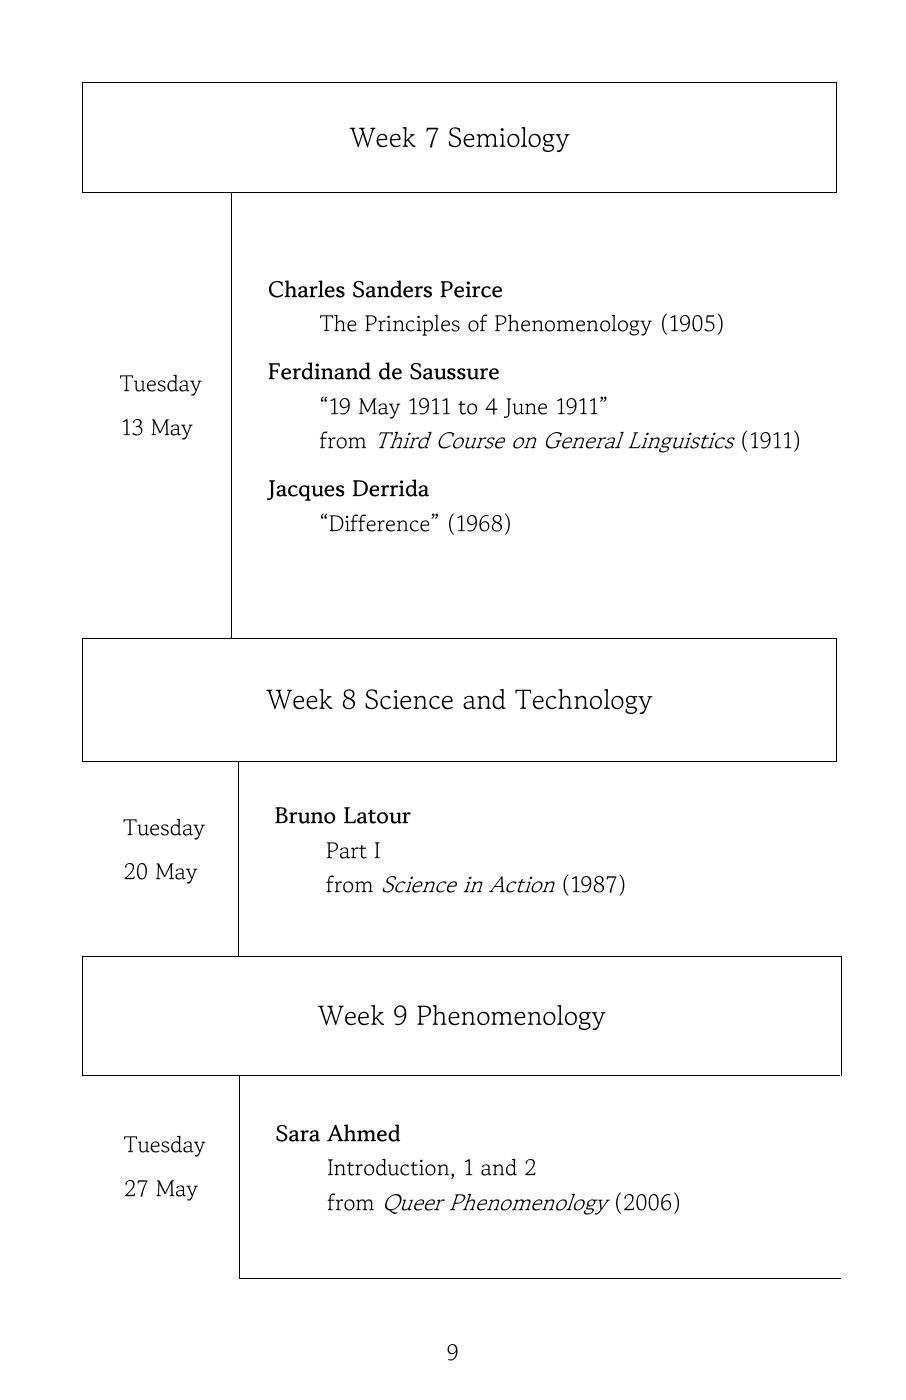 Week 7 Semiology
Charles Sanders Peirce
The Principles of Phenomenology (1905)
Ferdinand de Saussure
Tuesday
“19 May 1911 to 4 June 1911”
13 May
from Third Course on General Linguistics (1911)
Jacques Derrida
“Difference” (1968)
Week 8 Science and Technology
Bruno Latour
Tuesday
Part I
20 May
from Science in Action (1987)
Week 9 Phenomenology
Sara Ahmed
Tuesday
Introduction, 1 and 2
27 May
from Queer Phenomenology (2006)
9